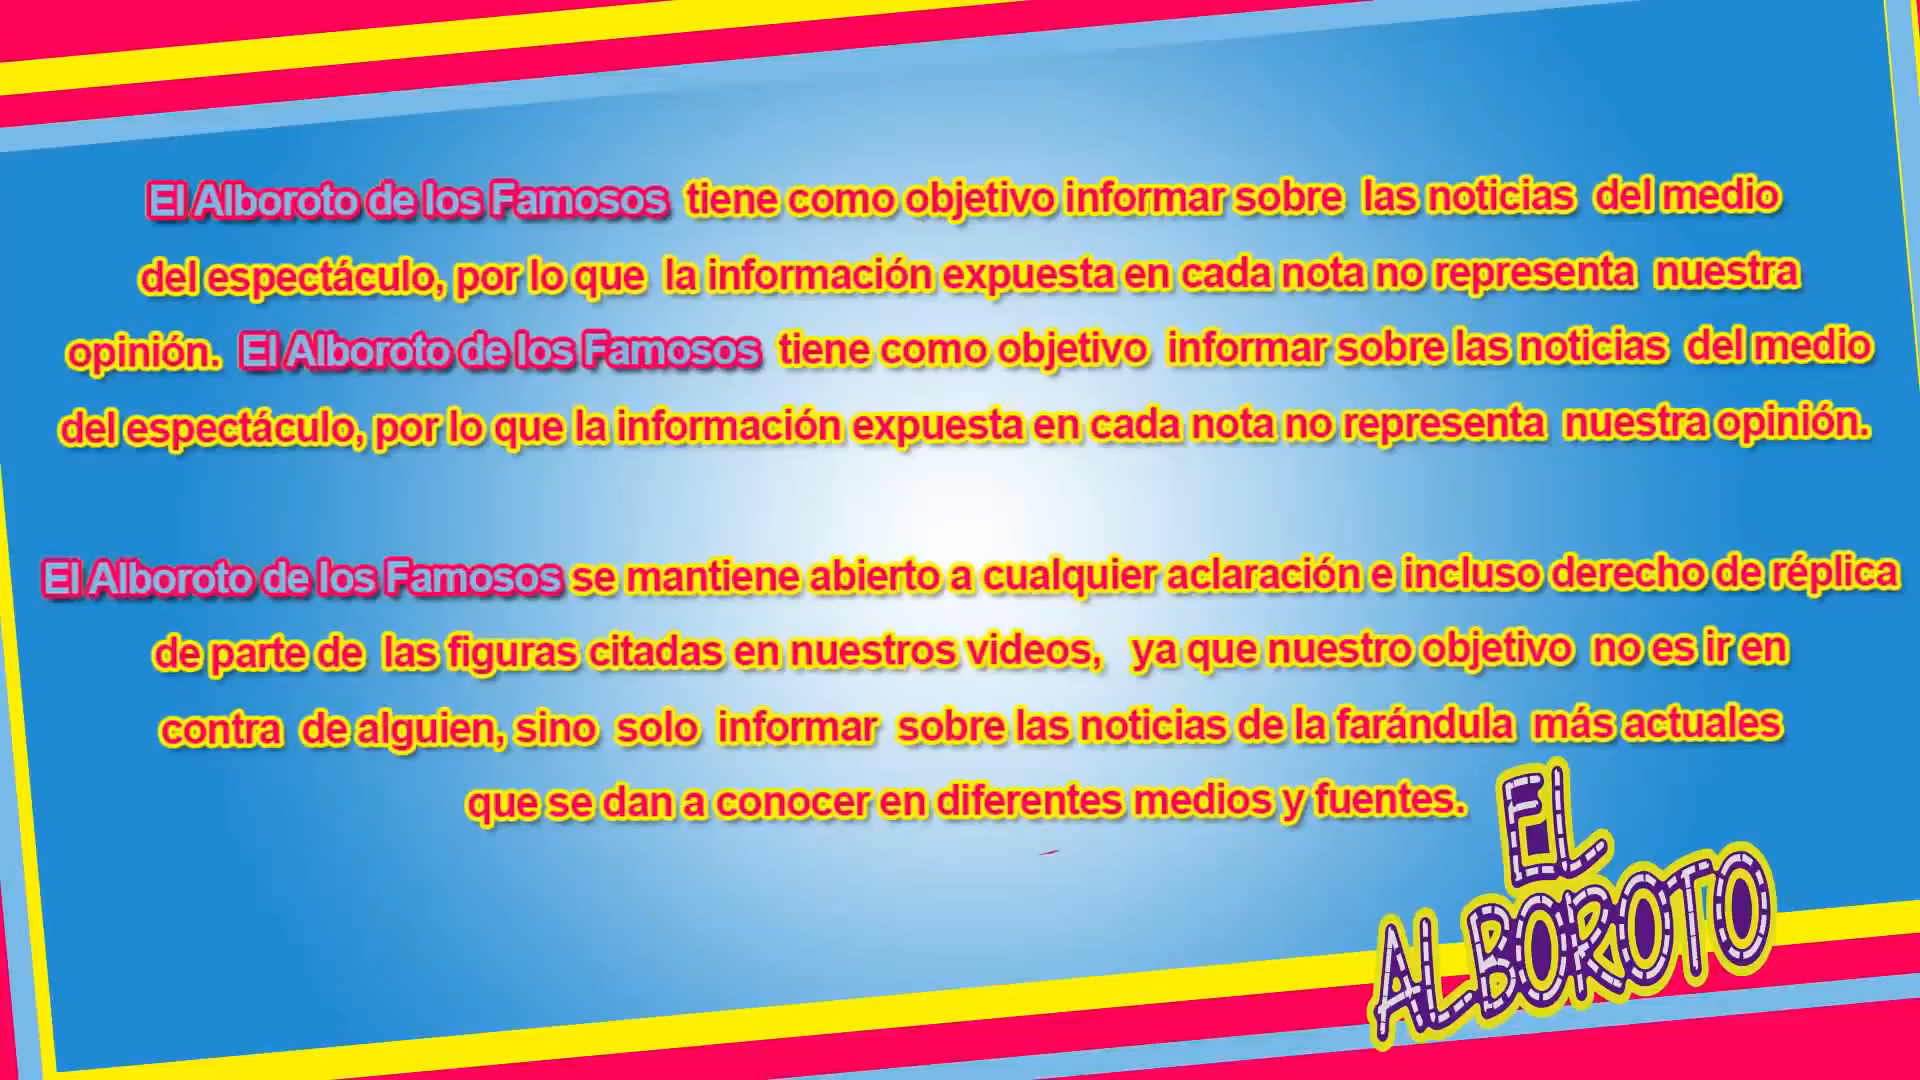 El Alboroto de los Famosos tiene como objetivo informar sobre las noticias del medio
del espectáculo, por lo que la información expuesta en cada nota no representa nuestra
opinión. El Alboroto de los Famosos tiene como objetivo informar sobre las noticias del medio
del espectáculo, por lo que la información expuesta en cada nota no representa nuestra opinión.
El Alboroto de los Famosos se mantiene abierto a cualquier aclaración e incluso derecho de réplica
de parte de las figuras citadas en nuestros videos, ya que nuestro objetivo no es ir en
contra de alguien, sino solo informar sobre las noticias de la farándula más actuales
que se dan a conocer en diferentes medios y fuentes.
EL
ALBOROTO